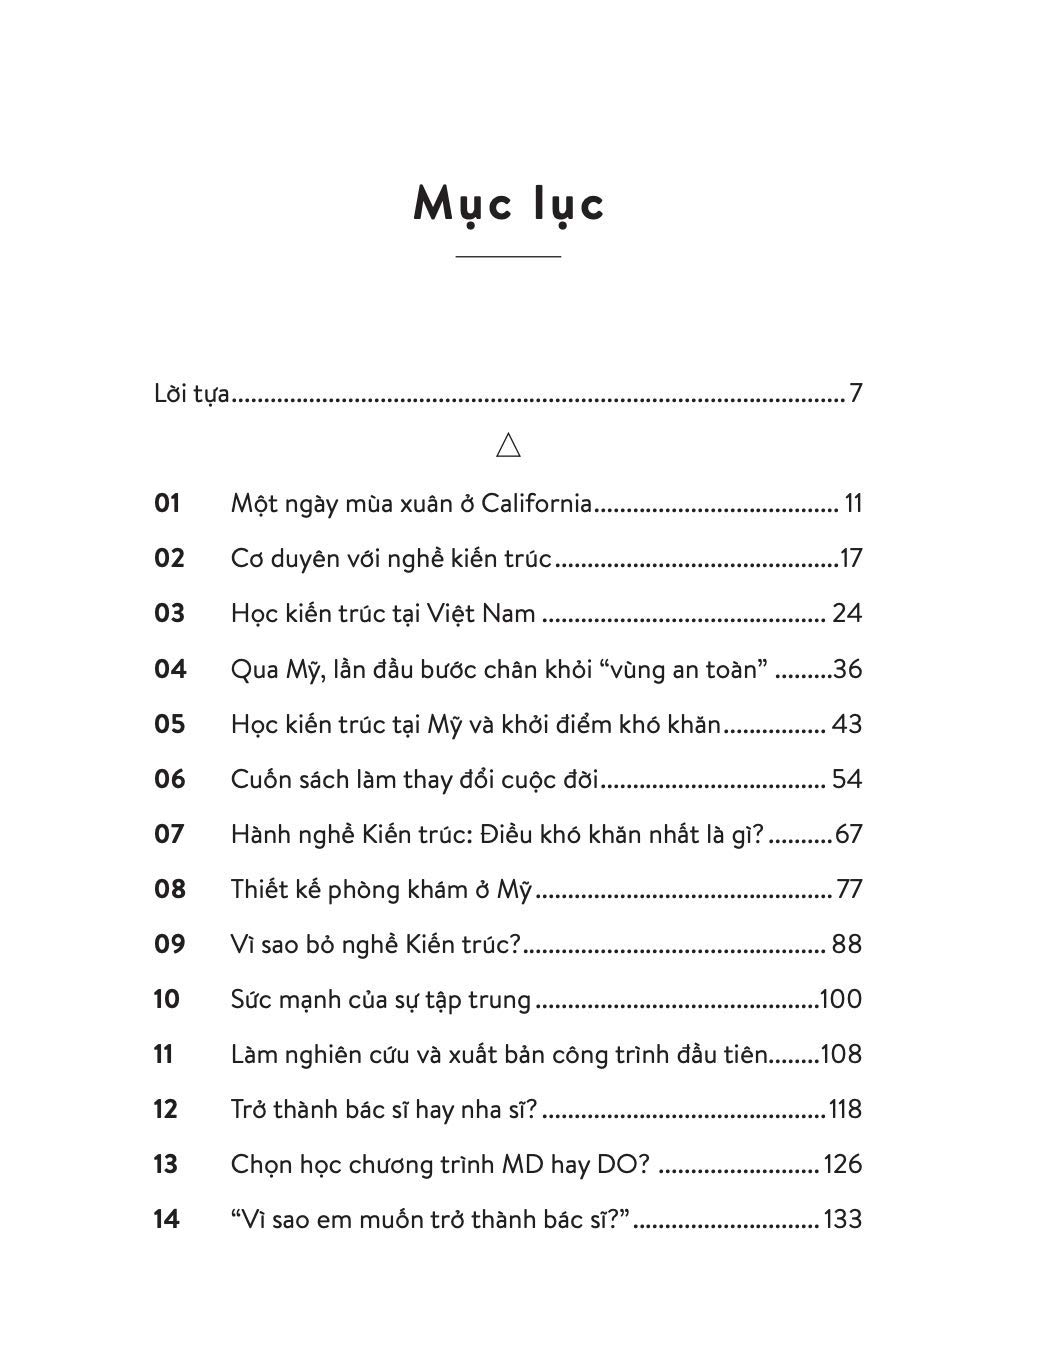 Mục lục
Lời tựa................................................................................................ 7
01 Một ngày mùa xuân ở California...................................... 11
02 Cơ duyên với nghề kiến trúc............................................17
03 Học kiến trúc tại Việt Nam ............................................ 24
04 Qua Mỹ, lần đầu bước chân khỏi “vùng an toàn” .........36
05 Học kiến trúc tại Mỹ và khởi điểm khó khăn................ 43
06 Cuốn sách làm thay đổi cuộc đời................................... 54
07 Hành nghề Kiến trúc: Điều khó khăn nhất là gì? ..........67
08 Thiết kế phòng khám ở Mỹ.............................................. 77
09 Vì sao bỏ nghề Kiến trúc?............................................... 88
10 Sức mạnh của sự tập trung ............................................100
11 Làm nghiên cứu và xuất bản công trình đầu tiên........108
12 Trở thành bác sĩ hay nha sĩ? ............................................118
13 Chọn học chương trình MD hay DO? ......................... 126
14 “Vì sao em muốn trở thành bác sĩ?”............................. 133